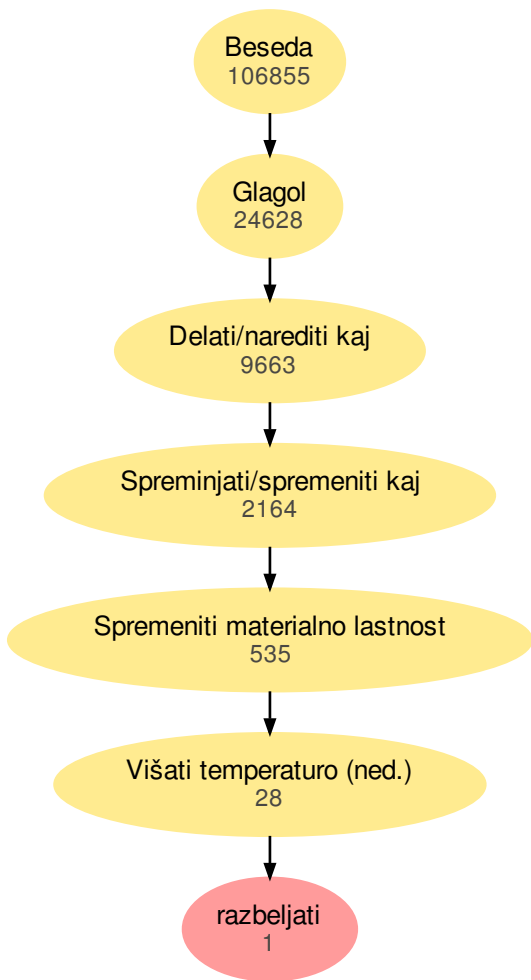 Beseda
106855
Glagol
24628
Delati/narediti kaj
9663
Spreminjati/spremeniti kaj
2164
Spremeniti materialno lastnost
535
Višati temperaturo (ned.)
28
razbeljati
1